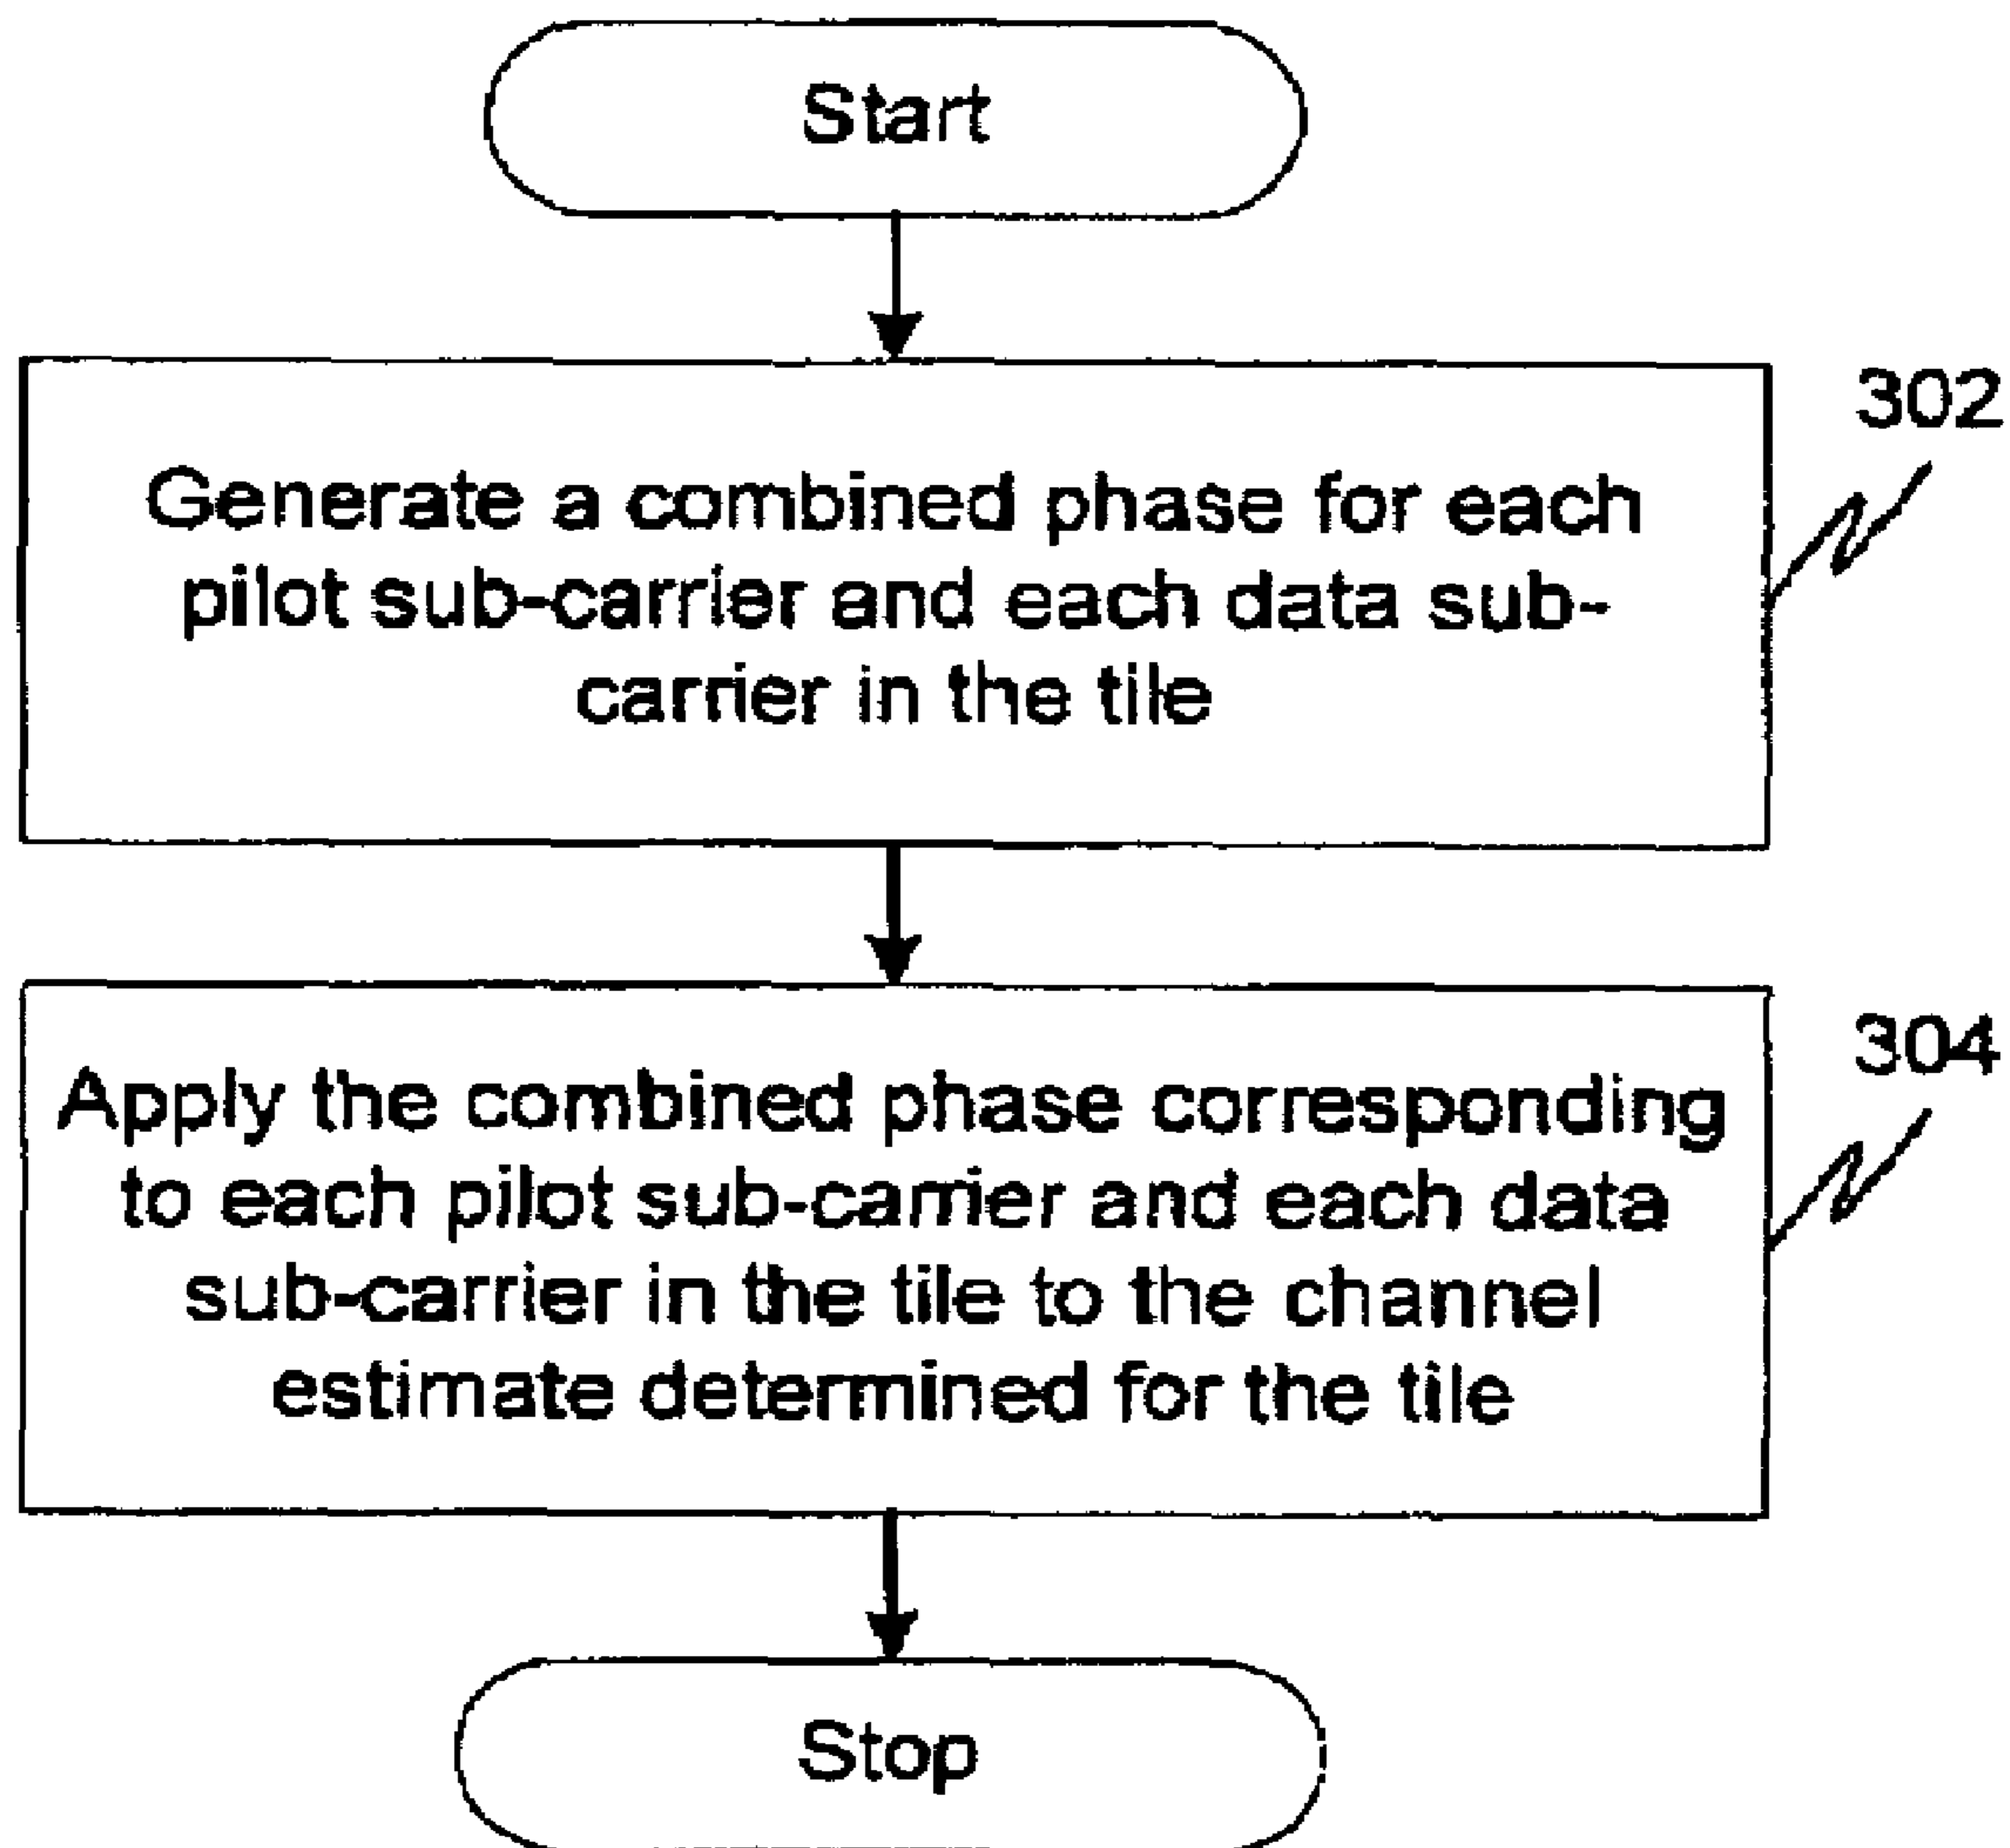 Start
302
Generate a combined phase for each
pilot sub-carrier and each data sub-
carrier in the tile
304
Apply the combined phase corresponding
to each pilot sub-carrier and each data
sub-carrier in the tile to the channel
estimate determined for the tile
Stop